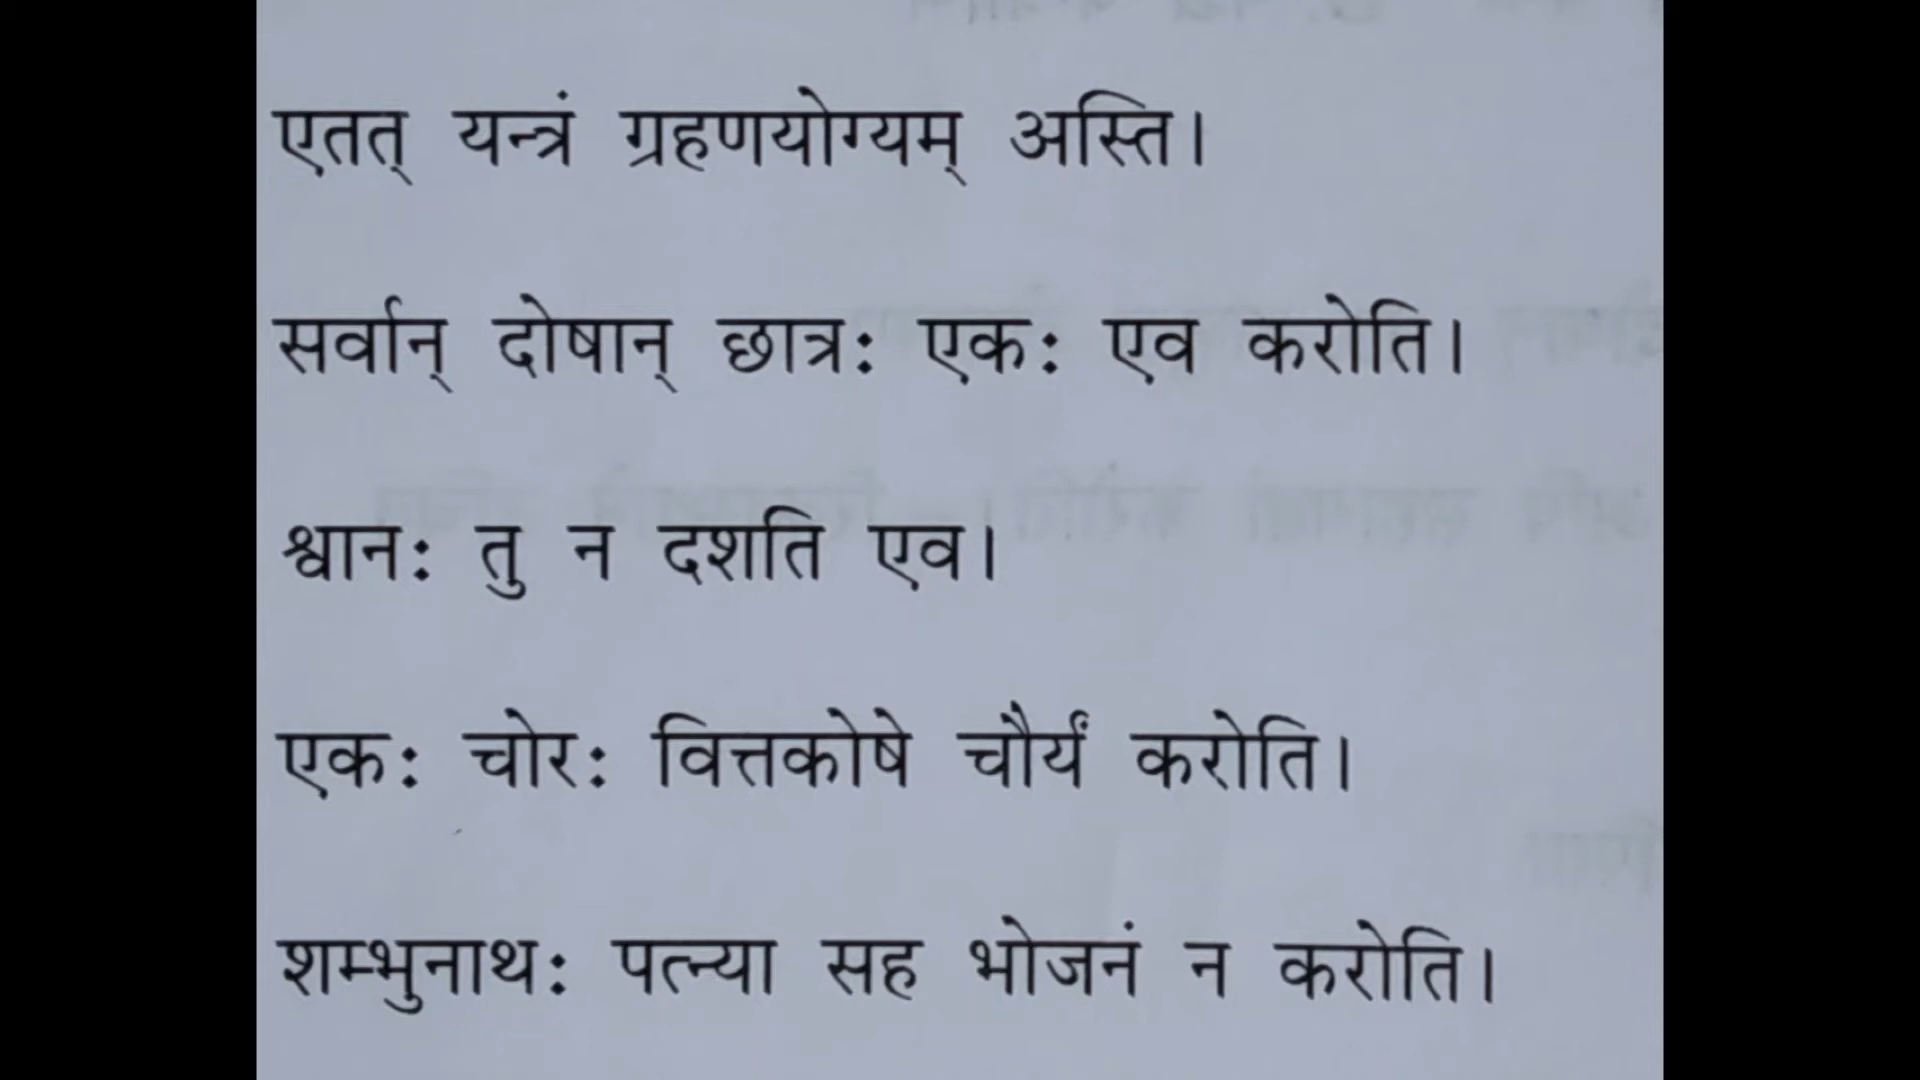 एतत् यन्त्रं ग्रहणयोग्यम् अस्ति।
सर्वान् दोषान् छात्रः एकः एव करोति।
श्वानः तु न दशति एव।
एकः चोरः वित्तकोषे चौर्यं करोति।
शम्भुनाथः पत्न्या सह भोजनं न करोति।